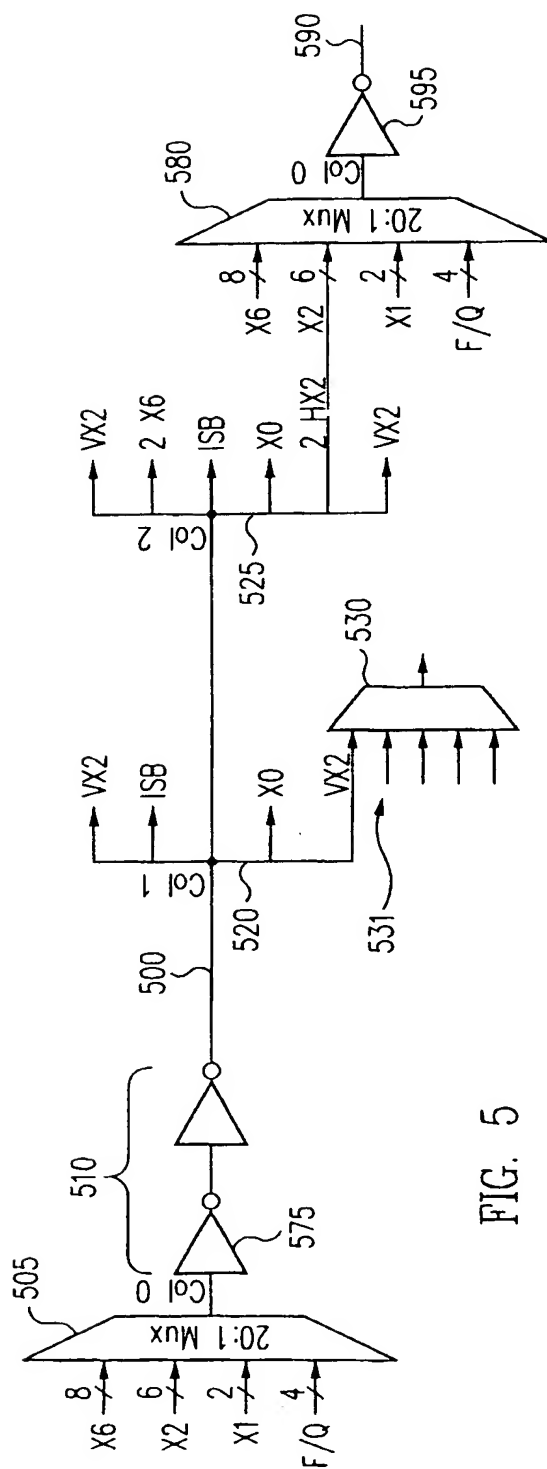 505
20:1 Mux
X6
8
X2
6
X1
2
F/Q
4
Col 0
510
575
500
Col 1
VX2
ISB
X0
VX2
520
530
531
Col 2
VX2
2 X6
ISB
X0
2 HX2
VX2
525
580
20:1 Mux
X6
8
X2
6
X1
2
F/Q
4
Col 0
595
590
FIG. 5